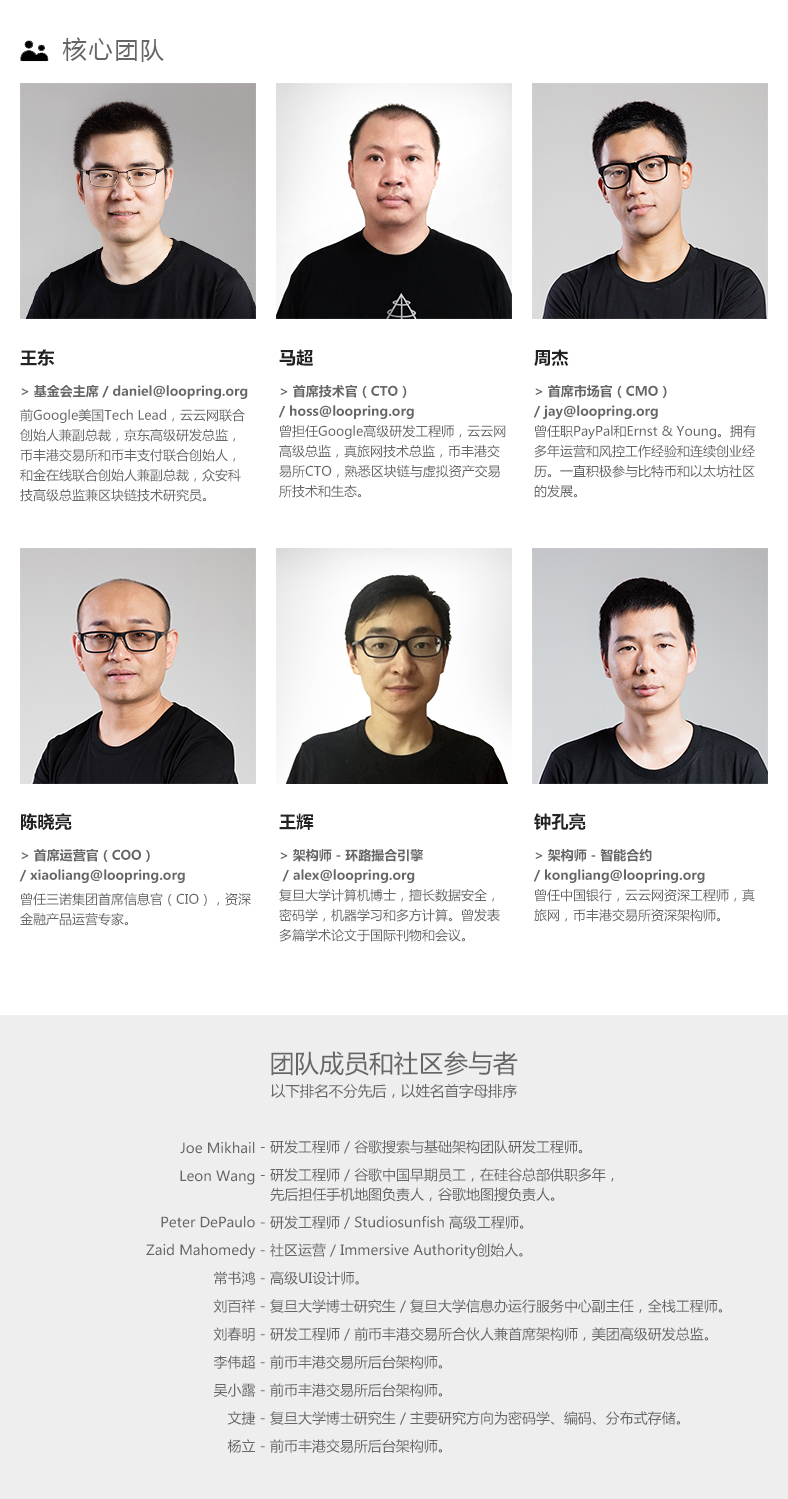 核心团队
王东
> 基金会主席 / daniel@loopring.org
前Google美国Tech Lead，云云网联合
创始人兼副总裁，京东高级研发总监，
币丰港交易所和币丰支付联合创始人，
和金在线联合创始人兼副总裁，众安科
技高级总监兼区块链技术研究员。
马超
> 首席技术官（CTO）
/ hoss@loopring.org
曾担任Google高级研发工程师，云云网
高级总监，真旅网技术总监，币丰港交
易所CTO，熟悉区块链与虚拟资产交易
所技术和生态。
周杰
> 首席市场官（CMO）
/ jay@loopring.org
曾任职PayPal和Ernst & Young。拥有
多年运营和风控工作经验和连续创业经
历。一直积极参与比特币和以太坊社区
的发展。
陈晓亮
> 首席运营官（COO）
/ xiaoliang@loopring.org
曾任三诺集团首席信息官（CIO），资深
金融产品运营专家。
王辉
> 架构师 - 环路撮合引擎
/ alex@loopring.org
复旦大学计算机博士，擅长数据安全，
密码学，机器学习和多方计算。曾发表
多篇学术论文于国际刊物和会议。
钟孔亮
> 架构师 - 智能合约
/ kongliang@loopring.org
曾任中国银行，云云网资深工程师，真
旅网，币丰港交易所资深架构师。
团队成员和社区参与者
以下排名不分先后，以姓名首字母排序
Joe Mikhail - 研发工程师 / 谷歌搜索与基础架构团队研发工程师。
Leon Wang - 研发工程师 / 谷歌中国早期员工，在硅谷总部供职多年，
先后担任手机地图负责人，谷歌地图搜负责人。
Peter DePaulo - 研发工程师 / Studiosunfish 高级工程师。
Zaid Mahomedy - 社区运营 / Immersive Authority创始人。
常书鸿 - 高级UI设计师。
刘百祥 - 复旦大学博士研究生 / 复旦大学信息办运行服务中心副主任，全栈工程师。
刘春明 - 研发工程师 / 前币丰港交易所合伙人兼首席架构师，美团高级研发总监。
李伟超 - 前币丰港交易所后台架构师。
吴小露 - 前币丰港交易所后台架构师。
文捷 - 复旦大学博士研究生 / 主要研究方向为密码学、编码、分布式存储。
杨立 - 前币丰港交易所后台架构师。